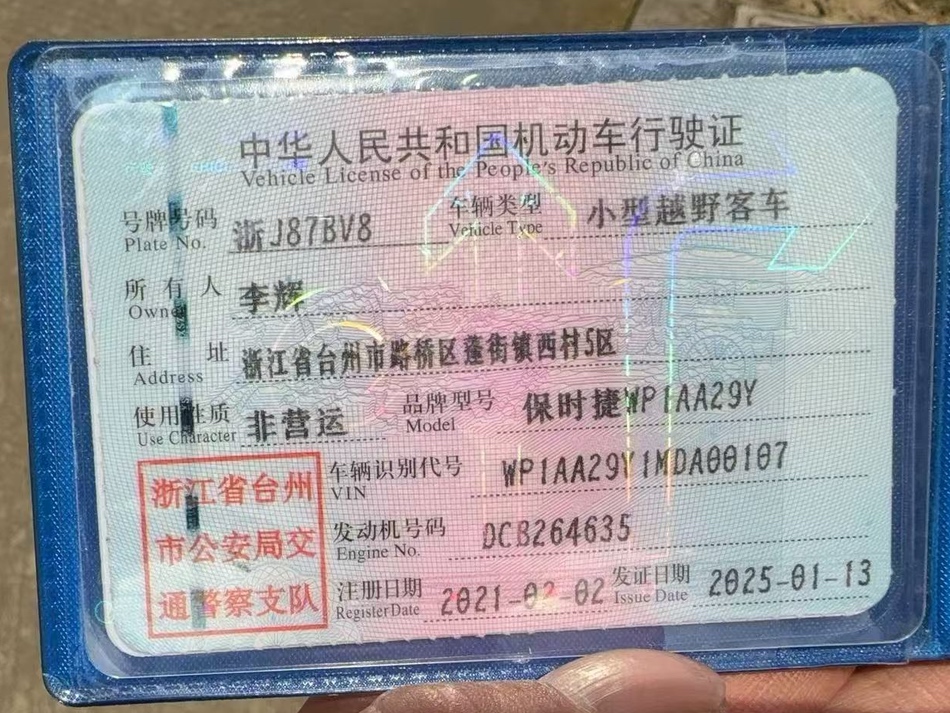 中华人民共和国机动车行驶证
Vehicle License of the People's Republic of China
号牌号码 浙J87BV8 车辆类型 小型越野客车
Plate No. Vehicle Type
所有人 李辉
Owner
住址 浙江省台州市路桥区蓬街镇西村5区
Address
使用性质 非营运 品牌型号 保时捷WP1AA29Y
Use Character Model
车辆识别代号 WP1AA29Y1MDA00107
VIN
发动机号码 DCB264635
Engine No.
注册日期 2021-02-02 发证日期 2025-01-13
Register Date Issue Date
浙江省台州
市公安局交
通警察支队